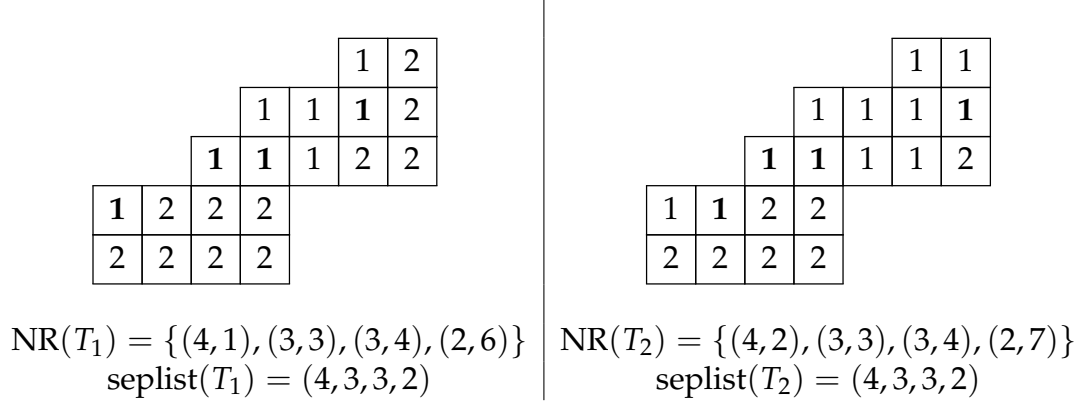 1 2
1 1 1 2
1 1 1 2 2
1 2 2 2
2 2 2 2
NR(T₁) = {(4, 1), (3, 3), (3, 4), (2, 6)}
seplist(T₁) = (4, 3, 3, 2)
1 1
1 1 1 1
1 1 1 1 2
1 1 2 2
2 2 2 2
NR(T₂) = {(4, 2), (3, 3), (3, 4), (2, 7)}
seplist(T₂) = (4, 3, 3, 2)